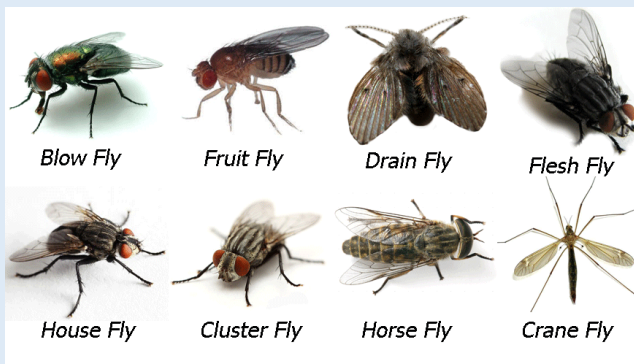 Blow Fly
Fruit Fly
Drain Fly
Flesh Fly
House Fly
Cluster Fly
Horse Fly
Crane Fly